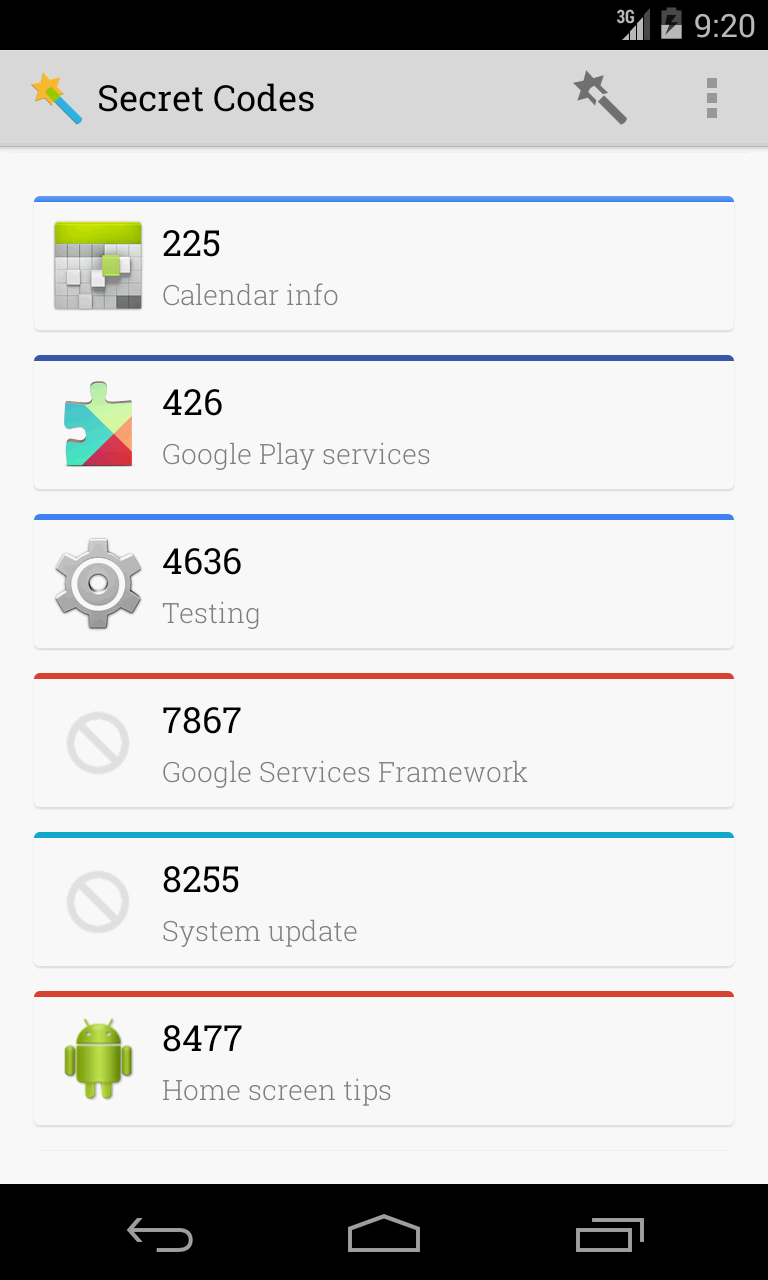 3G 9:20
Secret Codes
225
Calendar info
426
Google Play services
4636
Testing
7867
Google Services Framework
8255
System update
8477
Home screen tips